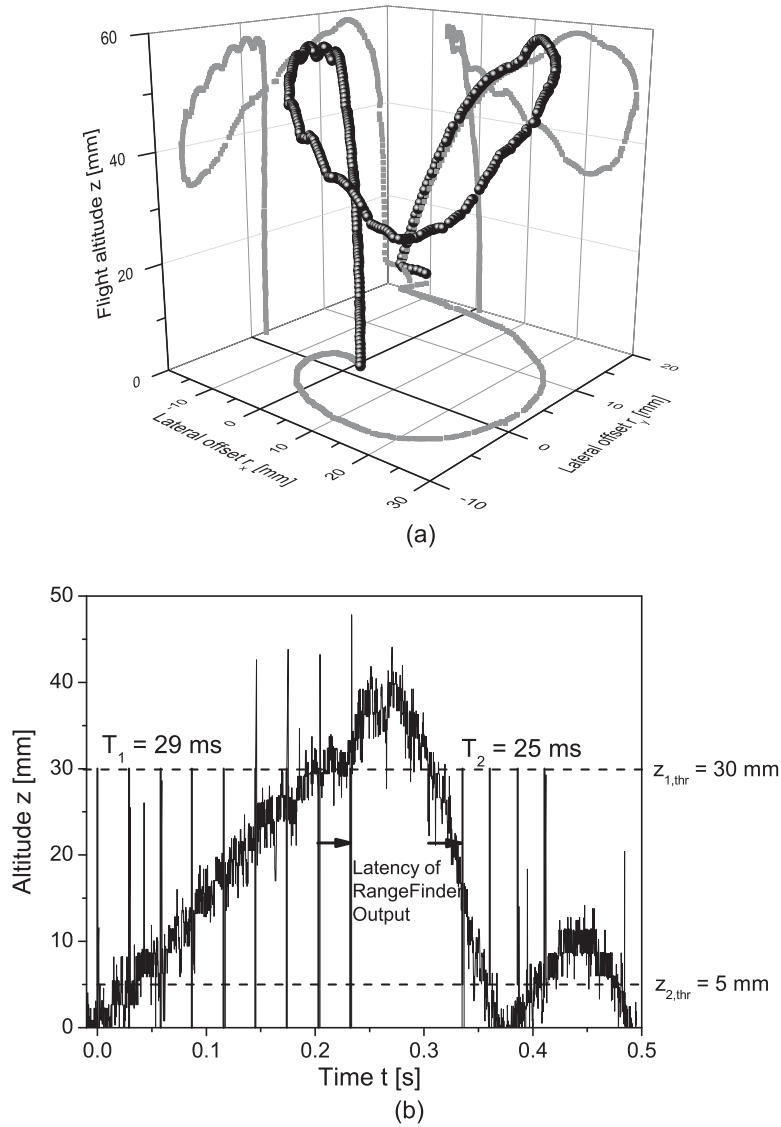 60
40
20
0
Flight altitude z [mm]
-10
0
10
20
30
Lateral offset r_x [mm]
-10
0
10
20
Lateral offset r_y [mm]
(a)
50
40
30
20
10
0
Altitude z [mm]
T_1 = 29 ms
T_2 = 25 ms
z_1,thr = 30 mm
Latency of
RangeFinder
Output
z_2,thr = 5 mm
0.0 0.1 0.2 0.3 0.4 0.5
Time t [s]
(b)